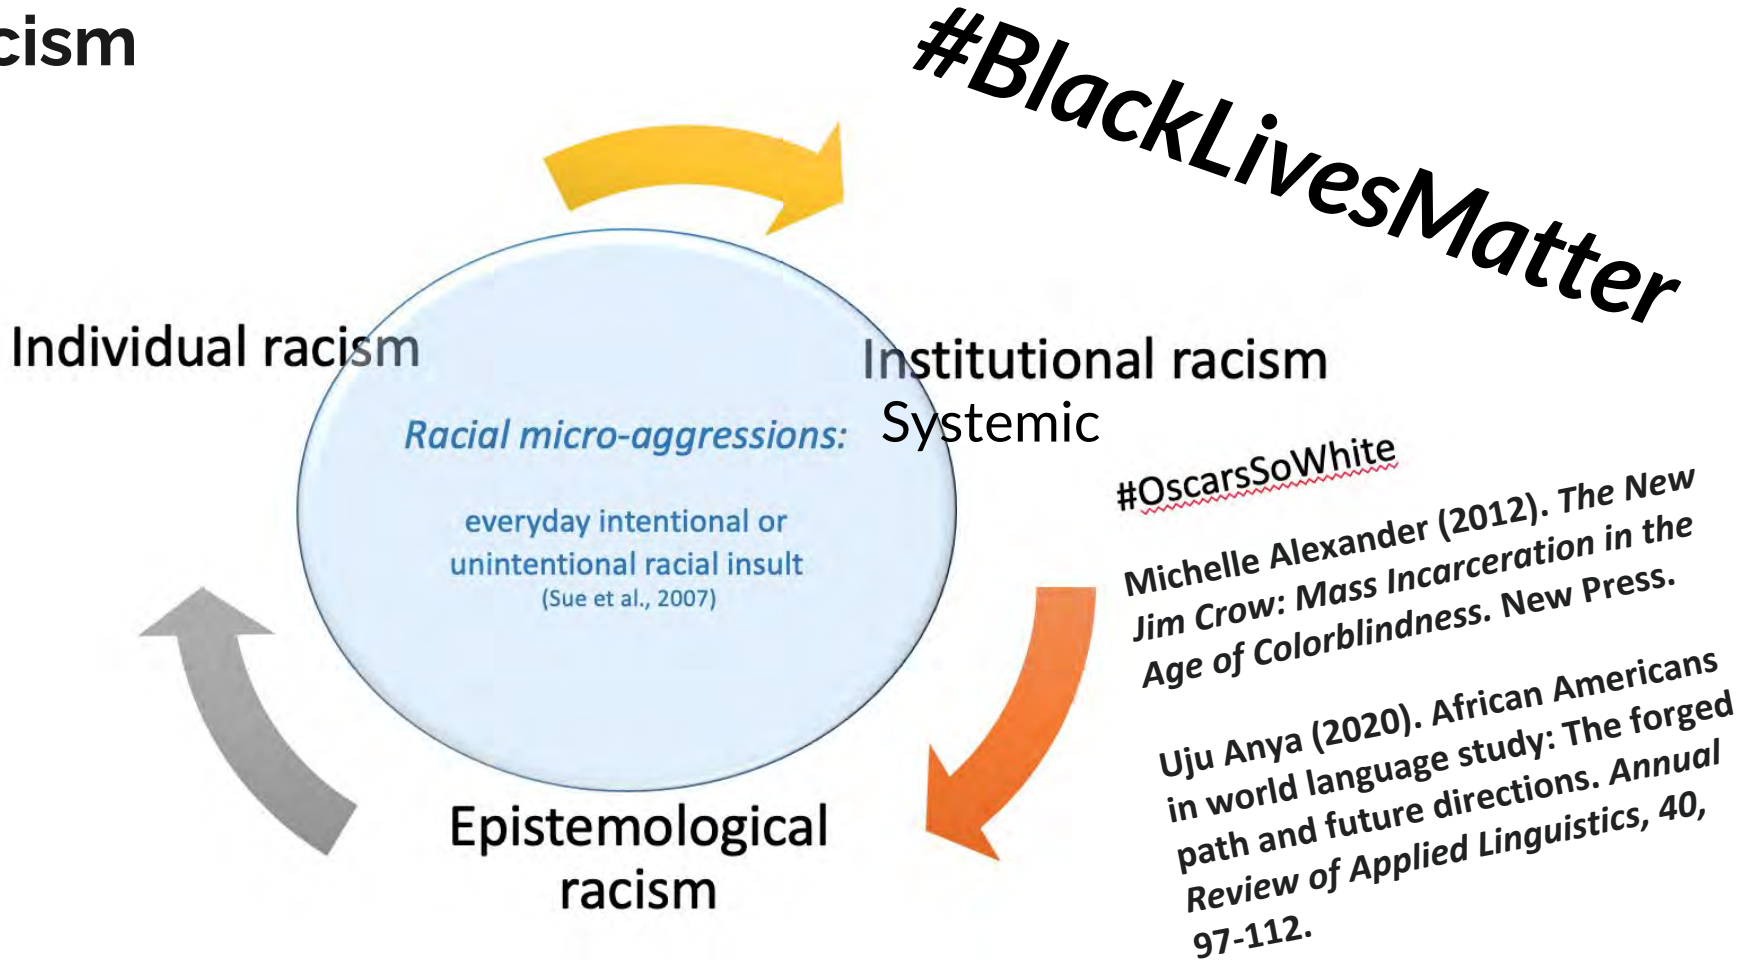 cism
#BlackLivesMatter
Individual racism
Institutional racism
Systemic
Racial micro-aggressions:
everyday intentional or
unintentional racial insult
(Sue et al., 2007)
#OscarsSoWhite
Michelle Alexander (2012). The New
Jim Crow: Mass Incarceration in the
Age of Colorblindness. New Press.
Uju Anya (2020). African Americans
in world language study: The forged
path and future directions. Annual
Review of Applied Linguistics, 40,
97-112.
Epistemological
racism